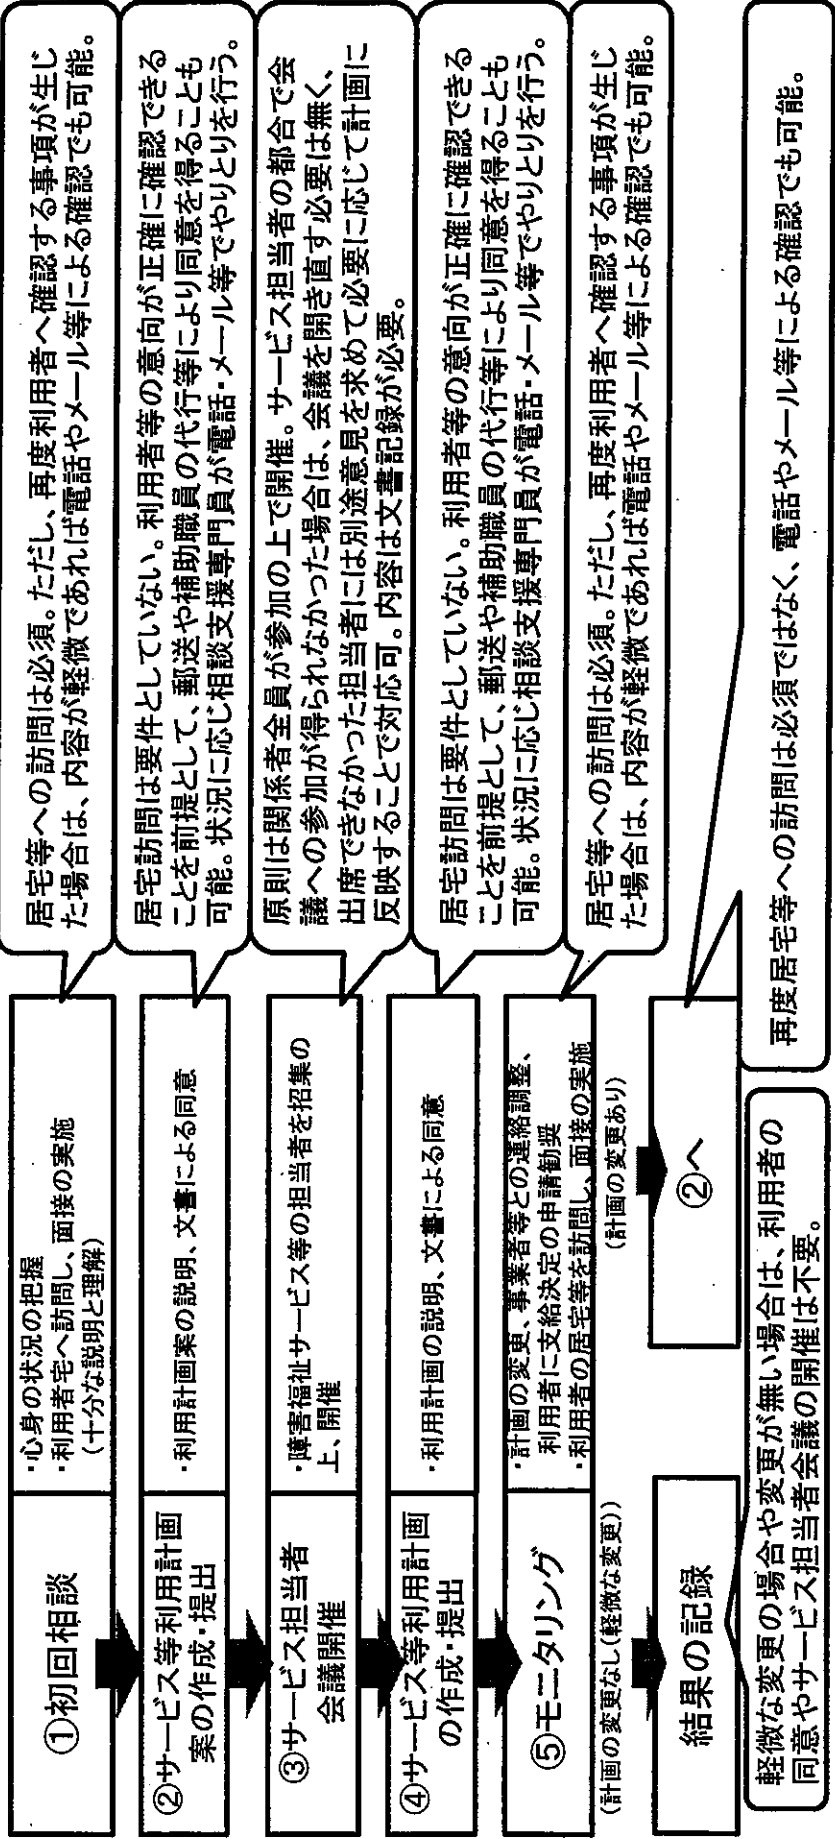 ①初回相談
・心身の状況の把握
・利用者宅へ訪問し、面接の実施
(十分な説明と理解)
居宅等への訪問は必須。ただし、再度利用者へ確認する事項が生じ
た場合は、内容が軽微であれば電話やメール等による確認でも可能。
②サービス等利用計画
案の作成・提出
・利用計画案の説明、文書による同意
居宅訪問は要件としていない。利用者等の意向が正確に確認できる
ことを前提として、郵送や補助職員の代行等により同意を得ることも
可能。状況に応じ相談支援専門員が電話・メール等でやりとりを行う。
③サービス担当者
会議開催
・障害福祉サービス等の担当者を招集の
上、開催
原則は関係者全員が参加の上で開催。サービス担当者の都合で会
議への参加が得られなかった場合は、会議を開き直す必要は無く、
出席できなかった担当者には別途意見を求めて必要に応じて計画に
反映することで対応可。内容は文書記録が必要。
④サービス等利用計画
の作成・提出
・利用計画の説明、文書による同意
居宅訪問は要件としていない。利用者等の意向が正確に確認できる
ことを前提として、郵送や補助職員の代行等により同意を得ることも
可能。状況に応じ相談支援専門員が電話・メール等でやりとりを行う。
⑤モニタリング
・計画の変更、事業者等との連絡調整、
利用者に支給決定の申請勧奨
・利用者の居宅等を訪問し、面接の実施
居宅等への訪問は必須。ただし、再度利用者へ確認する事項が生じ
た場合は、内容が軽微であれば電話やメール等による確認でも可能。
(計画の変更なし(軽微な変更))
(計画の変更あり)
結果の記録
②へ
軽微な変更の場合や変更が無い場合は、利用者の
同意やサービス担当者会議の開催は不要。
再度居宅等への訪問は必須ではなく、電話やメール等による確認でも可能。